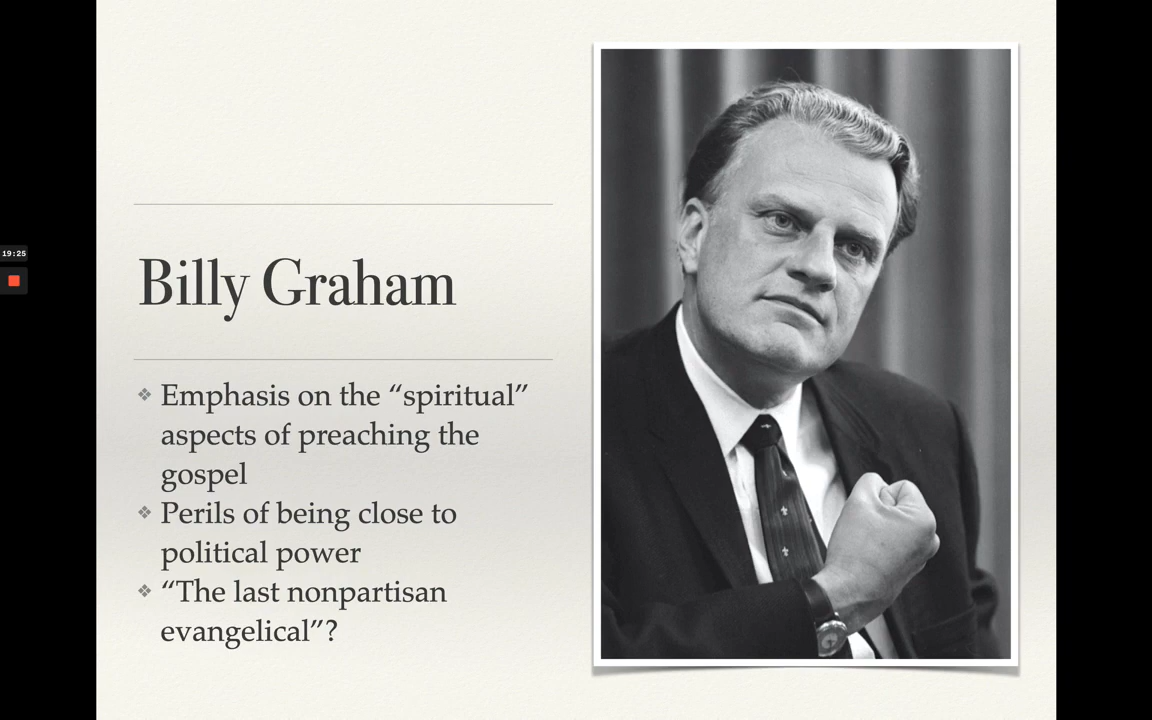 19:25
Billy Graham
❖ Emphasis on the “spiritual”
aspects of preaching the
gospel
❖ Perils of being close to
political power
❖ “The last nonpartisan
evangelical”?